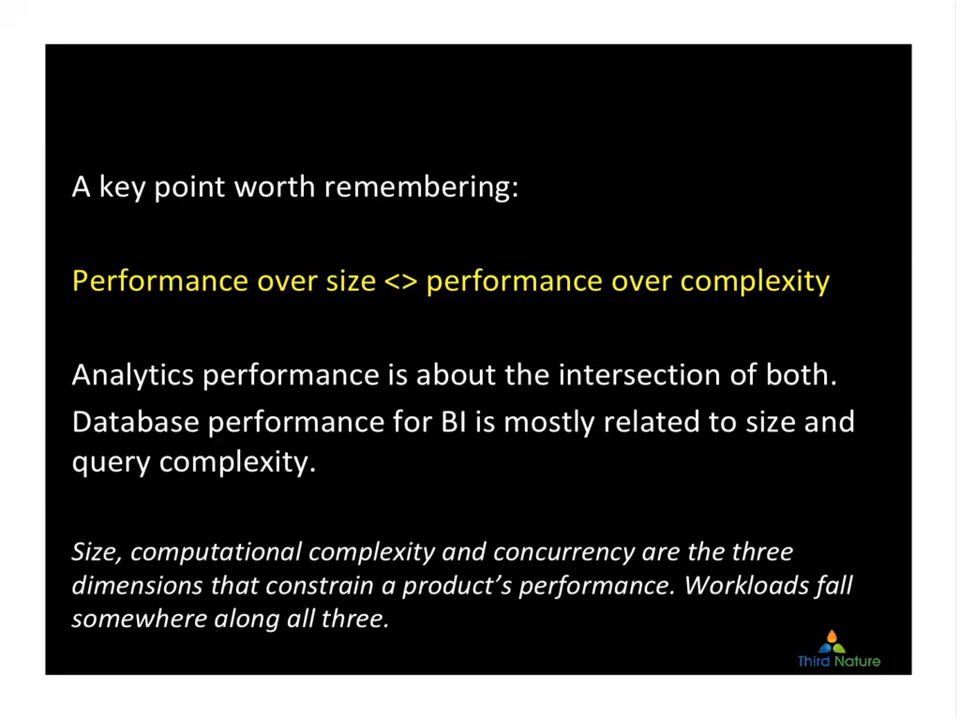 A key point worth remembering:
Performance over size <> performance over complexity
Analytics performance is about the intersection of both.
Database performance for BI is mostly related to size and
query complexity.
Size, computational complexity and concurrency are the three
dimensions that constrain a product’s performance. Workloads fall
somewhere along all three.
Third Nature